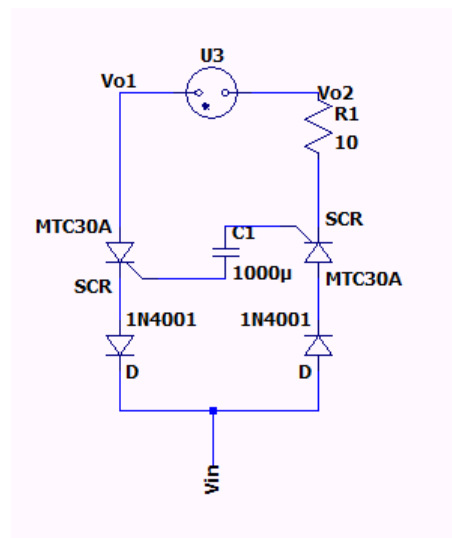 U3
Vo1
Vo2
R1
10
MTC30A
SCR
C1
1000µ
SCR
MTC30A
1N4001
1N4001
D
D
Vin